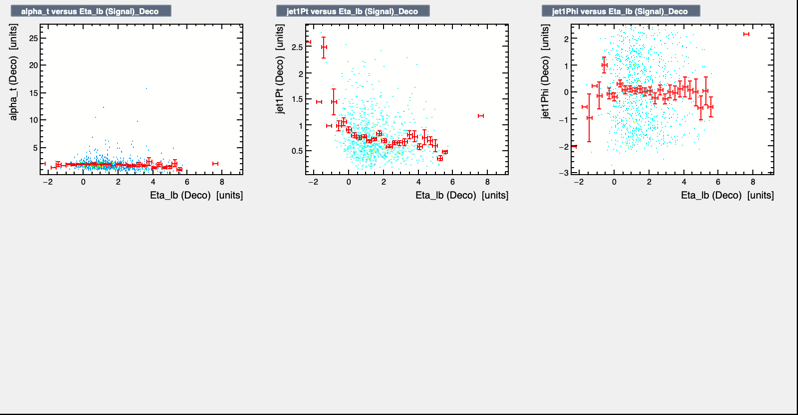 alpha_t versus Eta_lb (Signal)_Deco
alpha_t (Deco) [units]
25
20
15
10
5
−2 0 2 4 6 8
Eta_lb (Deco) [units]
jet1Pt versus Eta_lb (Signal)_Deco
jet1Pt (Deco) [units]
2.5
2
1.5
1
0.5
−2 0 2 4 6 8
Eta_lb (Deco) [units]
jet1Phi versus Eta_lb (Signal)_Deco
jet1Phi (Deco) [units]
2
1
0
−1
−2
−3
−2 0 2 4 6 8
Eta_lb (Deco) [units]